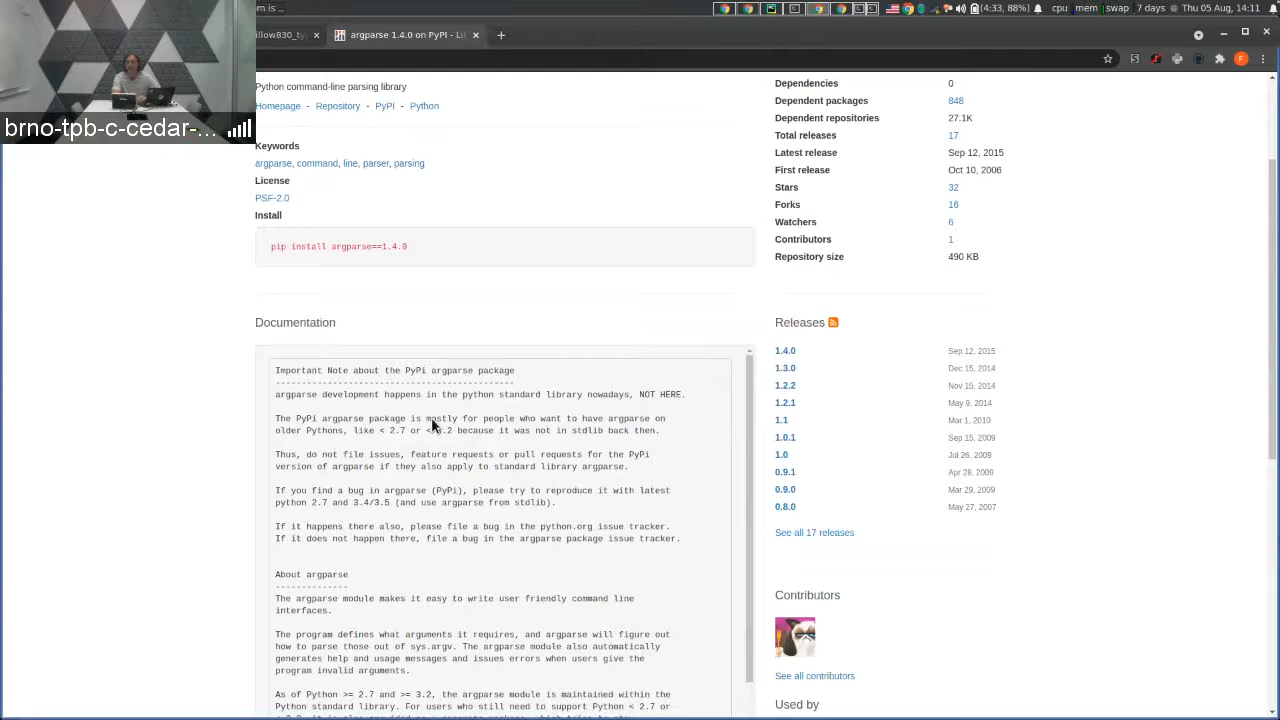 om is
(4:33, 88%) cpu mem swap 7 days Thu 05 Aug, 14:11
illow830_ty
argparse 1.4.0 on PyPI - Li
brno-tpb-c-cedar-...
Python command-line parsing library
Homepage - Repository - PyPI - Python
Keywords
argparse, command, line, parser, parsing
License
PSF-2.0
Install
pip install argparse==1.4.0
Documentation
Important Note about the PyPi argparse package
----------------------------------------------
argparse development happens in the python standard library nowadays, NOT HERE.
The PyPi argparse package is mostly for people who want to have argparse on
older Pythons, like < 2.7 or < .2 because it was not in stdlib back then.
Thus, do not file issues, feature requests or pull requests for the PyPi
version of argparse if they also apply to standard library argparse.
If you find a bug in argparse (PyPi), please try to reproduce it with latest
python 2.7 and 3.4/3.5 (and use argparse from stdlib).
If it happens there also, please file a bug in the python.org issue tracker.
If it does not happen there, file a bug in the argparse package issue tracker.
About argparse
--------------
The argparse module makes it easy to write user friendly command line
interfaces.
The program defines what arguments it requires, and argparse will figure out
how to parse those out of sys.argv. The argparse module also automatically
generates help and usage messages and issues errors when users give the
program invalid arguments.
As of Python >= 2.7 and >= 3.2, the argparse module is maintained within the
Python standard library. For users who still need to support Python < 2.7 or
Dependencies 0
Dependent packages 848
Dependent repositories 27.1K
Total releases 17
Latest release Sep 12, 2015
First release Oct 10, 2006
Stars 32
Forks 16
Watchers 6
Contributors 1
Repository size 490 KB
Releases
1.4.0 Sep 12, 2015
1.3.0 Dec 15, 2014
1.2.2 Nov 15, 2014
1.2.1 May 9, 2014
1.1 Mar 1, 2010
1.0.1 Sep 15, 2009
1.0 Jul 26, 2009
0.9.1 Apr 28, 2009
0.9.0 Mar 29, 2009
0.8.0 May 27, 2007
See all 17 releases
Contributors
See all contributors
Used by